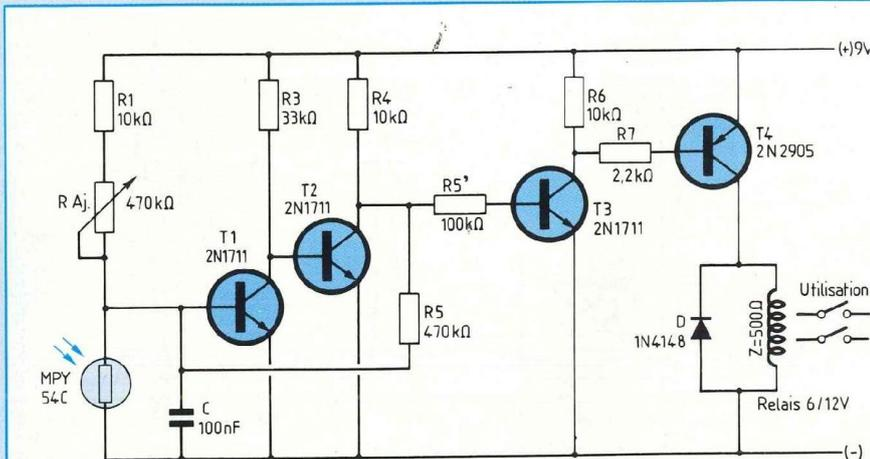 (+)9V
R1
10kΩ
R3
33kΩ
R4
10kΩ
R6
10kΩ
R7
2,2kΩ
T4
2N2905
R Aj.
470kΩ
T2
2N1711
R5'
100kΩ
T3
2N1711
T1
2N1711
R5
470kΩ
Utilisation
D
1N4148
Z=500Ω
MPY
54C
C
100nF
Relais 6/12V
(-)